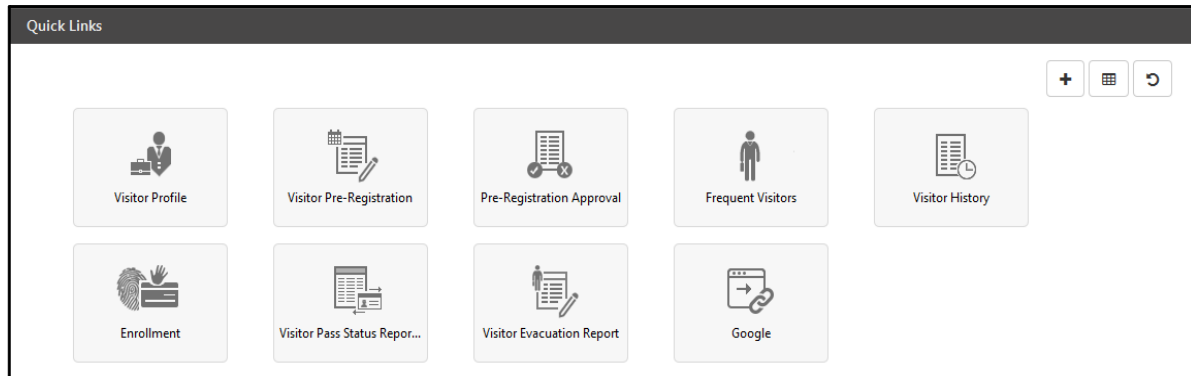 Quick Links
Visitor Profile
Visitor Pre-Registration
Pre-Registration Approval
Frequent Visitors
Visitor History
Enrollment
Visitor Pass Status Repor...
Visitor Evacuation Report
Google